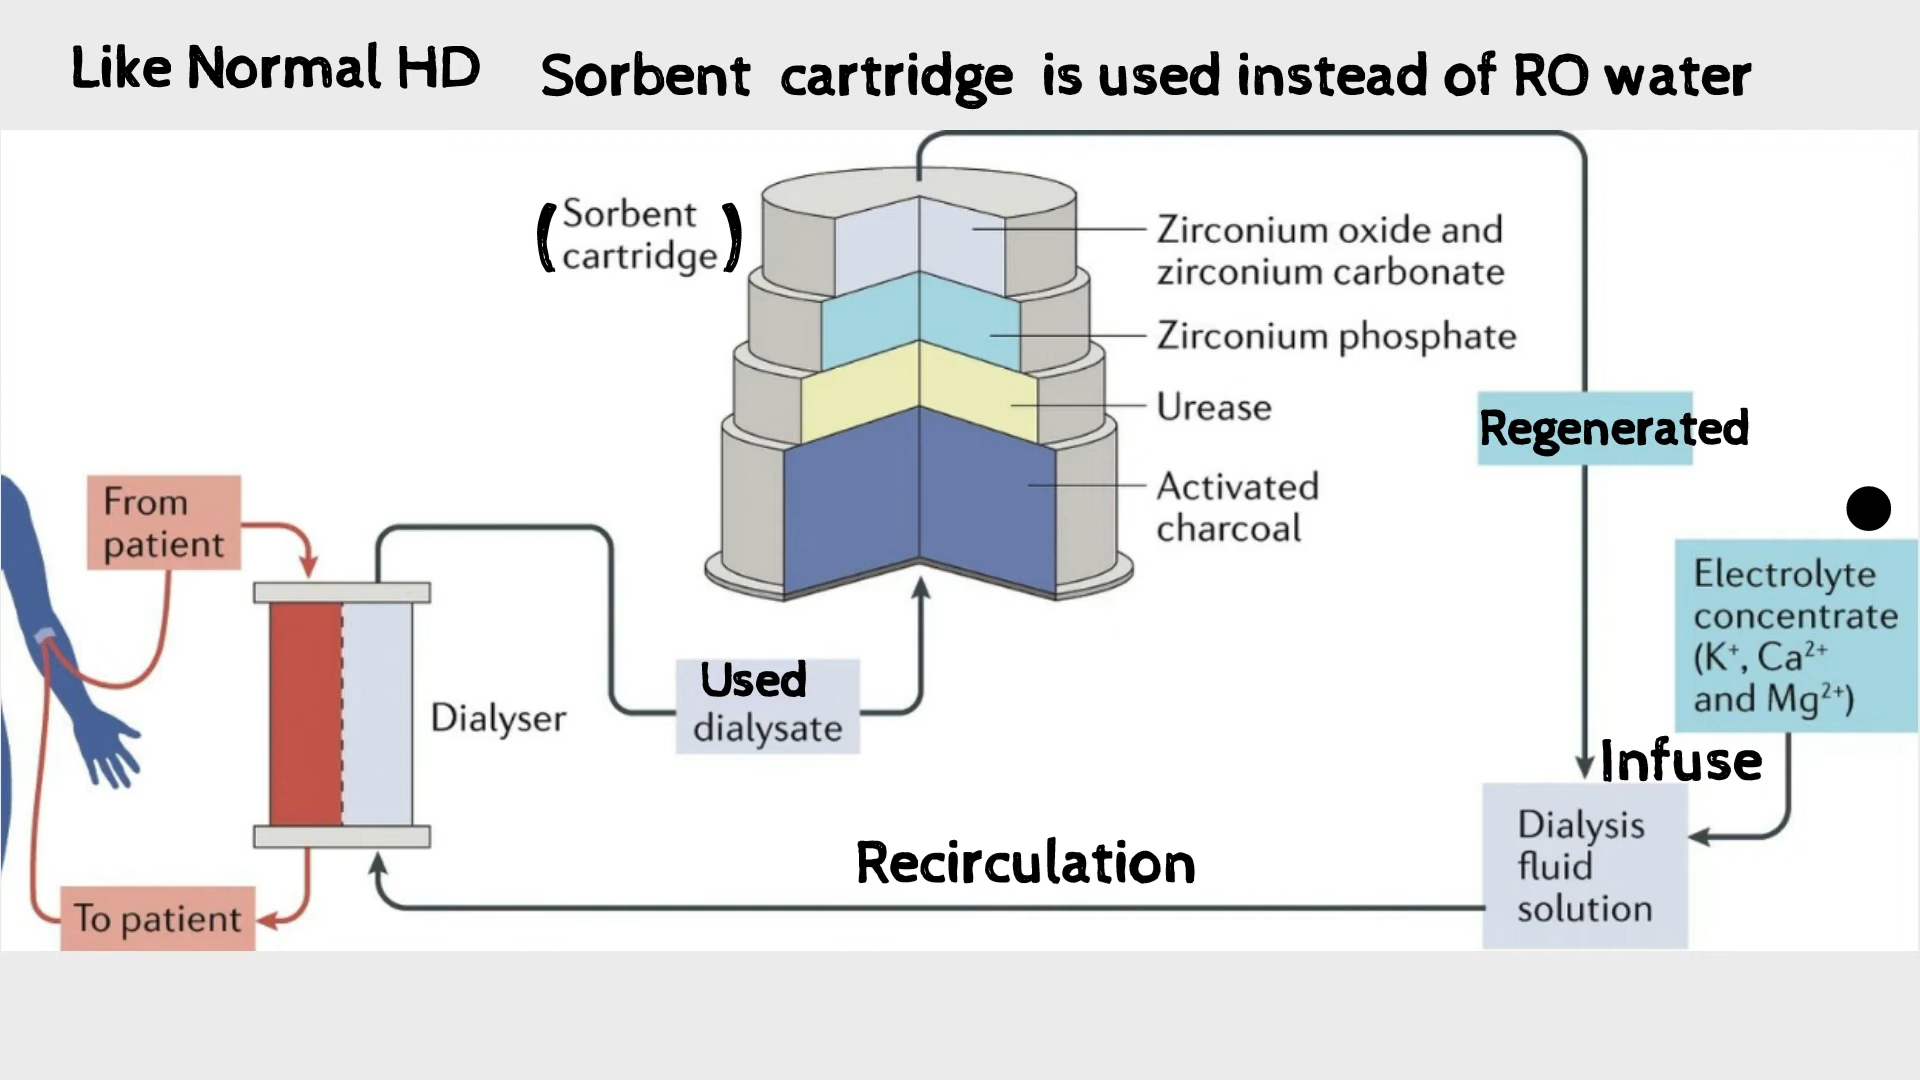 Like Normal HD
Sorbent cartridge is used instead of RO water
(Sorbent
cartridge)
Zirconium oxide and
zirconium carbonate
Zirconium phosphate
Urease
Activated
charcoal
Regenerated
From
patient
Electrolyte
concentrate
(K⁺, Ca²⁺
and Mg²⁺)
Used
dialysate
Dialyser
Infuse
Dialysis
fluid
solution
Recirculation
To patient